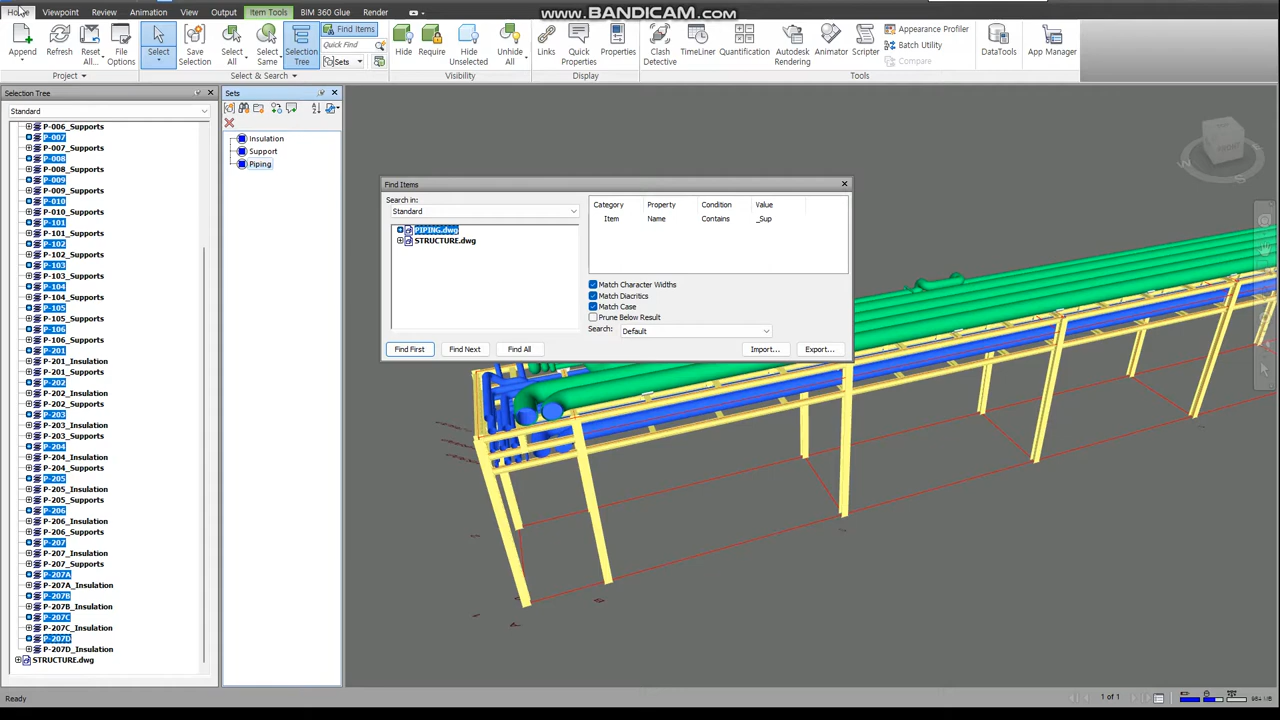 www.BANDICAM.com
Home Viewpoint Review Animation View Output Item Tools BIM 360 Glue Render
Append Refresh Reset All... File Options Select Save Selection Select All Select Same Selection Tree Find Items Quick Find Sets Hide Require Hide Unselected Unhide All Links Quick Properties Properties Clash Detective TimeLiner Quantification Autodesk Rendering Animator Scripter Appearance Profiler Batch Utility Compare DataTools App Manager
Project Select & Search Visibility Display Tools
Selection Tree
Standard
P-006_Supports
P-007
P-007_Supports
P-008
P-008_Supports
P-009
P-009_Supports
P-010
P-010_Supports
P-101
P-101_Supports
P-102
P-102_Supports
P-103
P-103_Supports
P-104
P-104_Supports
P-105
P-105_Supports
P-106
P-106_Supports
P-201
P-201_Insulation
P-201_Supports
P-202
P-202_Insulation
P-202_Supports
P-203
P-203_Insulation
P-203_Supports
P-204
P-204_Insulation
P-204_Supports
P-205
P-205_Insulation
P-205_Supports
P-206
P-206_Insulation
P-206_Supports
P-207
P-207_Insulation
P-207_Supports
P-207A
P-207A_Insulation
P-207B
P-207B_Insulation
P-207C
P-207C_Insulation
P-207D
P-207D_Insulation
STRUCTURE.dwg
Sets
Insulation
Support
Piping
Find Items
Search in:
Standard
PIPING.dwg
STRUCTURE.dwg
Category Property Condition Value
Item Name Contains _Sup
Match Character Widths
Match Diacritics
Match Case
Prune Below Result
Search: Default
Find First Find Next Find All Import... Export...
FRONT
W
S
Ready
1 of 1